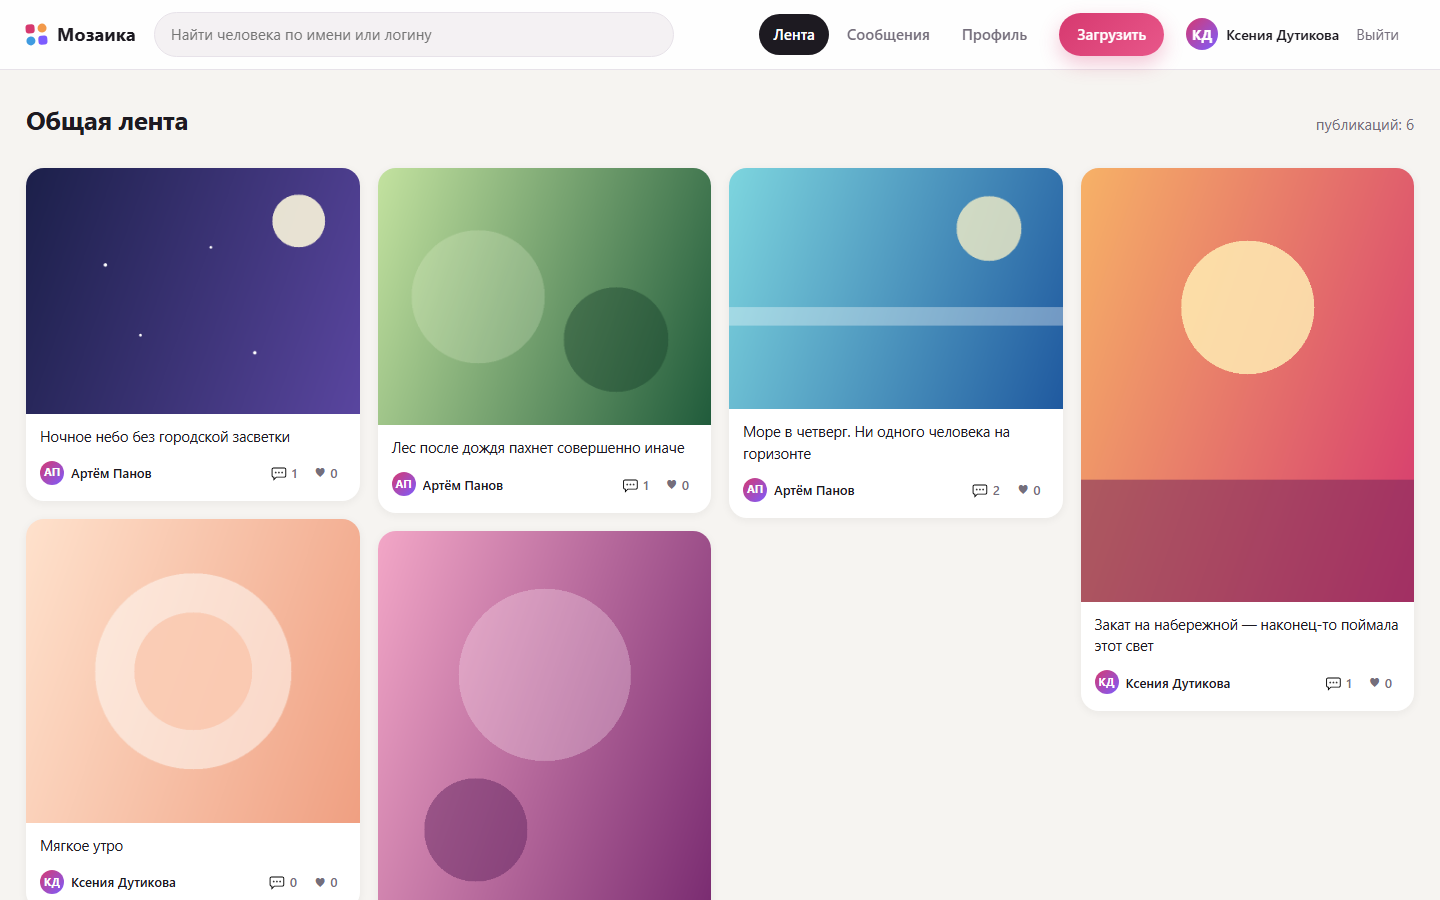 Мозаика
Найти человека по имени или логину
Лента
Сообщения
Профиль
Загрузить
КД
Ксения Дутикова
Выйти
Общая лента
публикаций: 6
Ночное небо без городской засветки
АП
Артём Панов
1
0
Лес после дождя пахнет совершенно иначе
АП
Артём Панов
1
0
Море в четверг. Ни одного человека на
горизонте
АП
Артём Панов
2
0
Закат на набережной — наконец-то поймала
этот свет
КД
Ксения Дутикова
1
0
Мягкое утро
КД
Ксения Дутикова
0
0